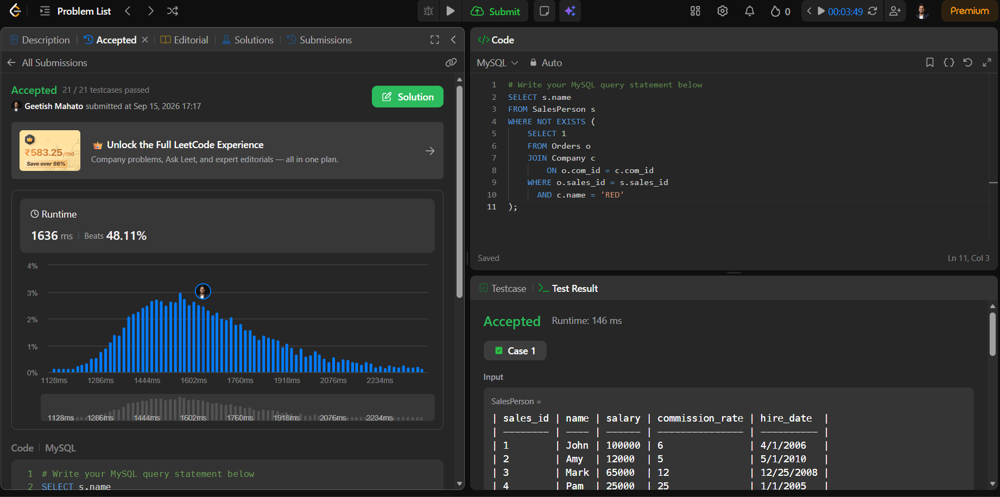 Problem List
Submit
0
00:03:49
Premium
Description
Accepted
Editorial
Solutions
Submissions
All Submissions
Accepted 21 / 21 testcases passed
Geetish Mahato submitted at Sep 15, 2026 17:17
Solution
₹583.25/mo
Save over 56%
Unlock the Full LeetCode Experience
Company problems, Ask Leet, and expert editorials — all in one plan.
Runtime
1636 ms Beats 48.11%
4%
3%
2%
1%
0%
1128ms 1286ms 1444ms 1602ms 1760ms 1918ms 2076ms 2234ms
1128ms 1286ms 1444ms 1602ms 1760ms 1918ms 2076ms 2234ms
Code MySQL
1 # Write your MySQL query statement below
2 SELECT s.name
</> Code
MySQL Auto
1 # Write your MySQL query statement below
2 SELECT s.name
3 FROM SalesPerson s
4 WHERE NOT EXISTS (
5 SELECT 1
6 FROM Orders o
7 JOIN Company c
8 ON o.com_id = c.com_id
9 WHERE o.sales_id = s.sales_id
10 AND c.name = 'RED'
11 );
Saved
Ln 11, Col 3
Testcase
Test Result
Accepted Runtime: 146 ms
Case 1
Input
SalesPerson =
| sales_id | name | salary | commission_rate | hire_date |
| -------- | ---- | ------ | --------------- | ---------- |
| 1 | John | 100000 | 6 | 4/1/2006 |
| 2 | Amy | 12000 | 5 | 5/1/2010 |
| 3 | Mark | 65000 | 12 | 12/25/2008 |
| 4 | Pam | 25000 | 25 | 1/1/2005 |